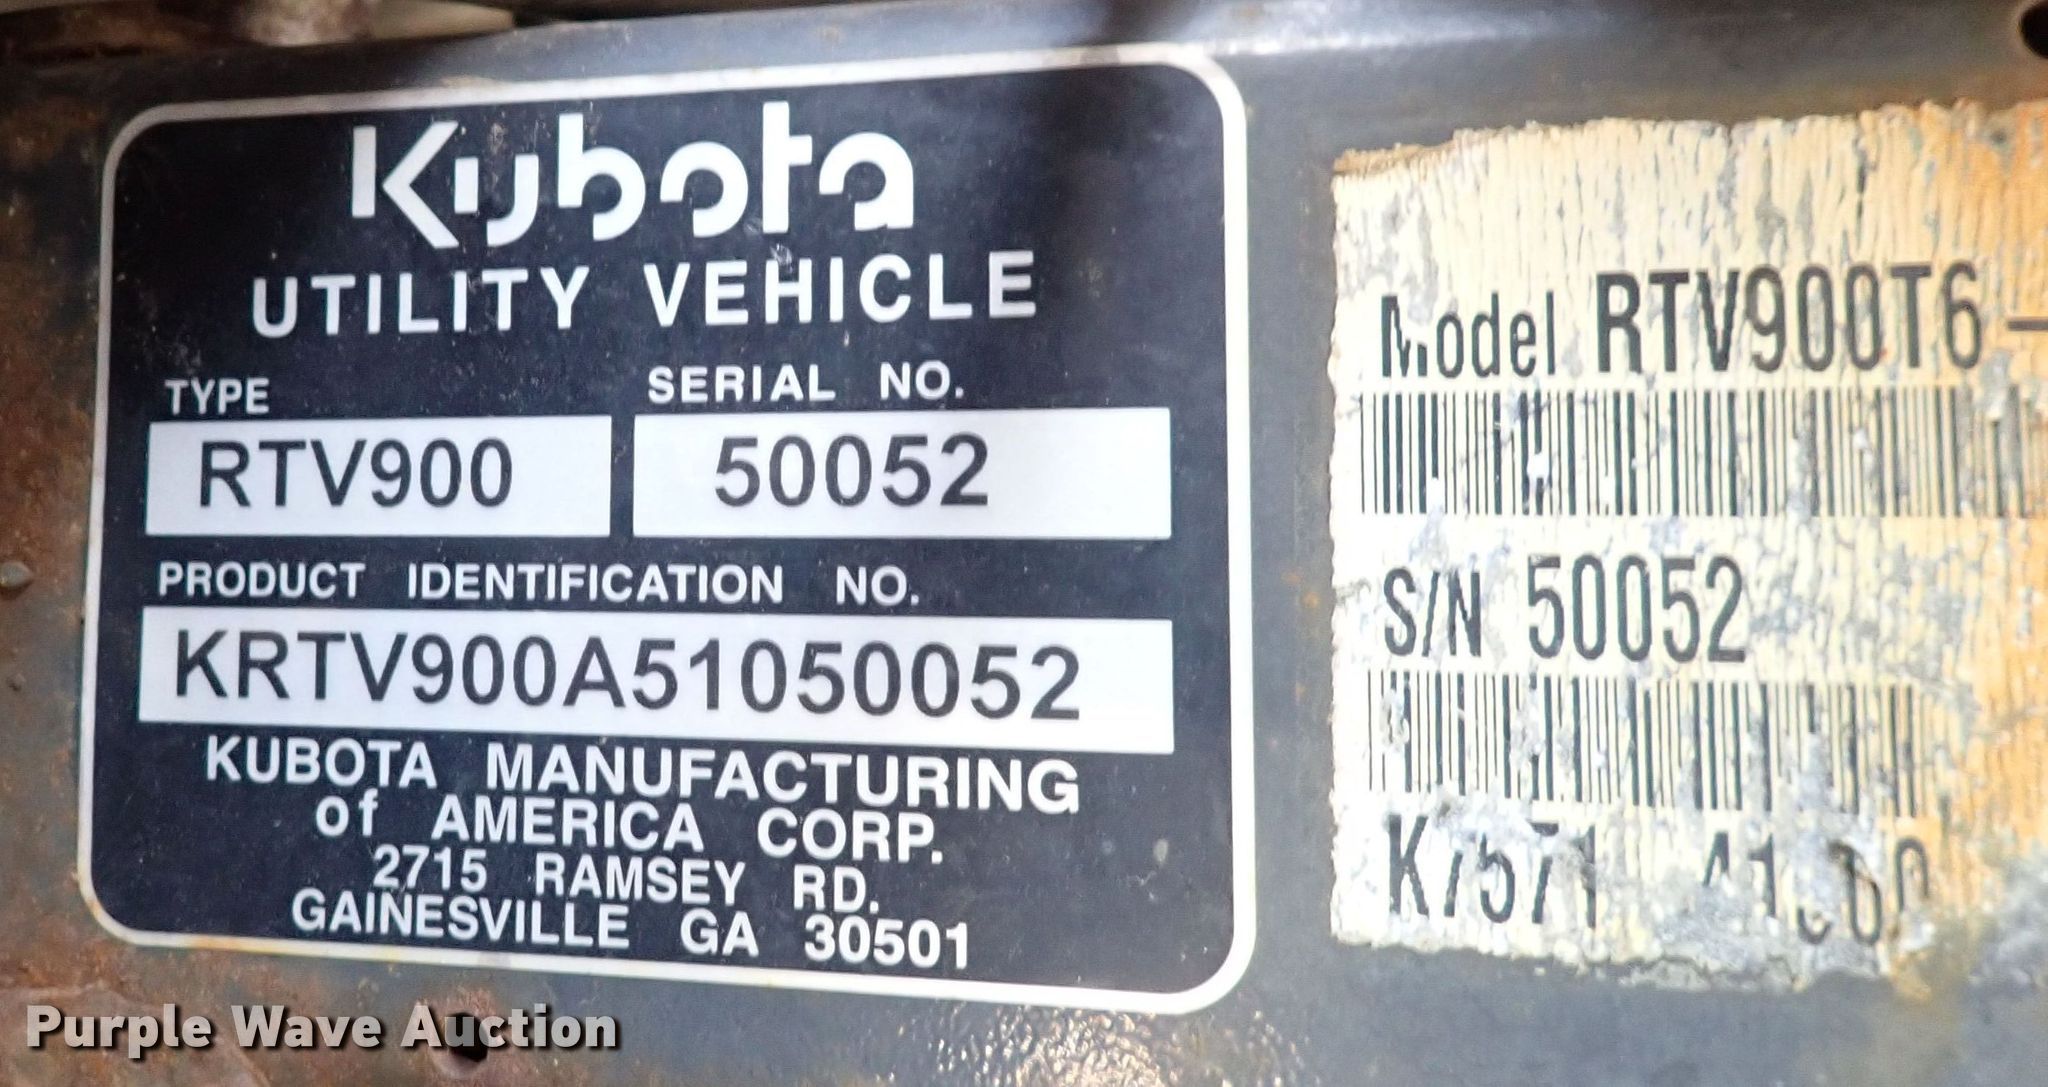 Kubota
UTILITY VEHICLE
TYPE SERIAL NO.
RTV900 50052
PRODUCT IDENTIFICATION NO.
KRTV900A51050052
KUBOTA MANUFACTURING
of AMERICA CORP.
2715 RAMSEY RD.
GAINESVILLE GA 30501
Model RTV900T6-
S/N 50052
K7571
Purple Wave Auction